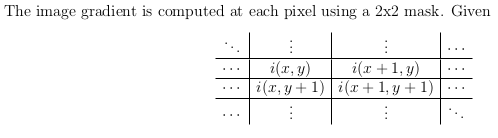 The image gradient is computed at each pixel using a 2x2 mask. Given
⋱ ⋮ ⋮ ⋯
⋯ i(x, y) i(x + 1, y) ⋯
⋯ i(x, y + 1) i(x + 1, y + 1) ⋯
⋯ ⋮ ⋮ ⋱